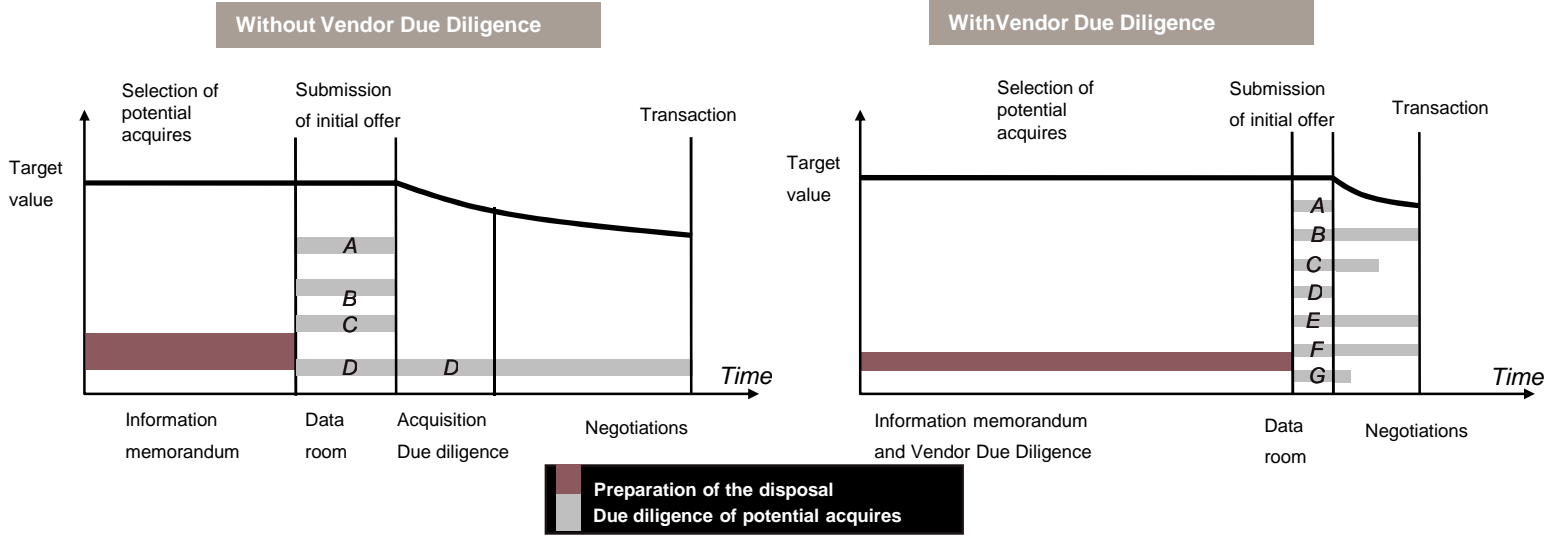 Without Vendor Due Diligence
Selection of
potential
acquires
Submission
of initial offer
Transaction
Target
value
A
B
C
D
D
Time
Information
memorandum
Data
room
Acquisition
Due diligence
Negotiations
WithVendor Due Diligence
Selection of
potential
acquires
Submission
of initial offer
Transaction
Target
value
A
B
C
D
E
F
G
Time
Information memorandum
and Vendor Due Diligence
Data
room
Negotiations
Preparation of the disposal
Due diligence of potential acquires